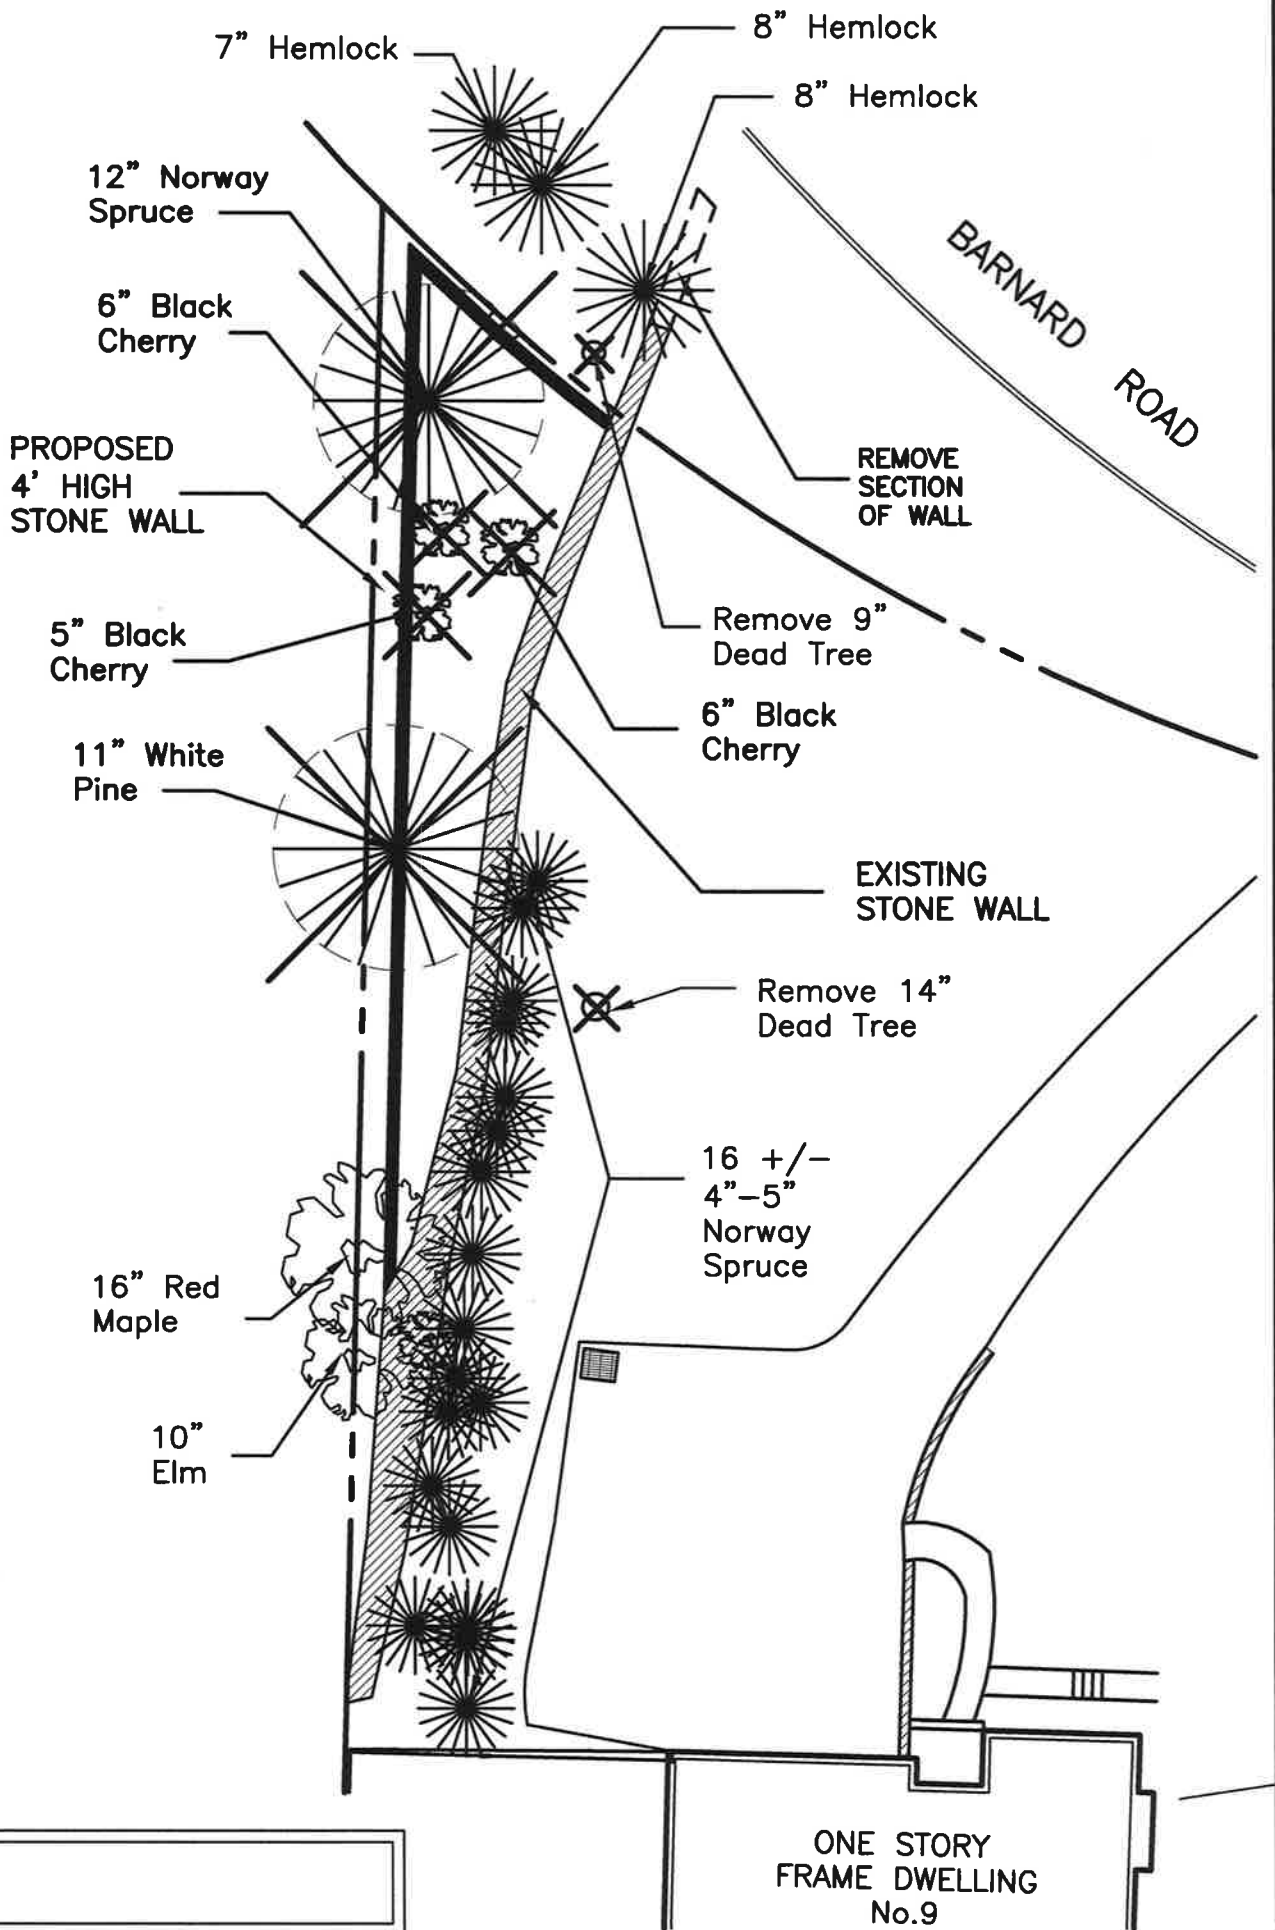 8” Hemlock
7” Hemlock
8” Hemlock
12” Norway
Spruce
BARNARD
ROAD
6” Black
Cherry
PROPOSED
4' HIGH
STONE WALL
REMOVE
SECTION
OF WALL
5” Black
Cherry
Remove 9”
Dead Tree
6” Black
Cherry
11” White
Pine
EXISTING
STONE WALL
Remove 14”
Dead Tree
16 +/-
4”-5”
Norway
Spruce
16” Red
Maple
10”
Elm
ONE STORY
FRAME DWELLING
No.9